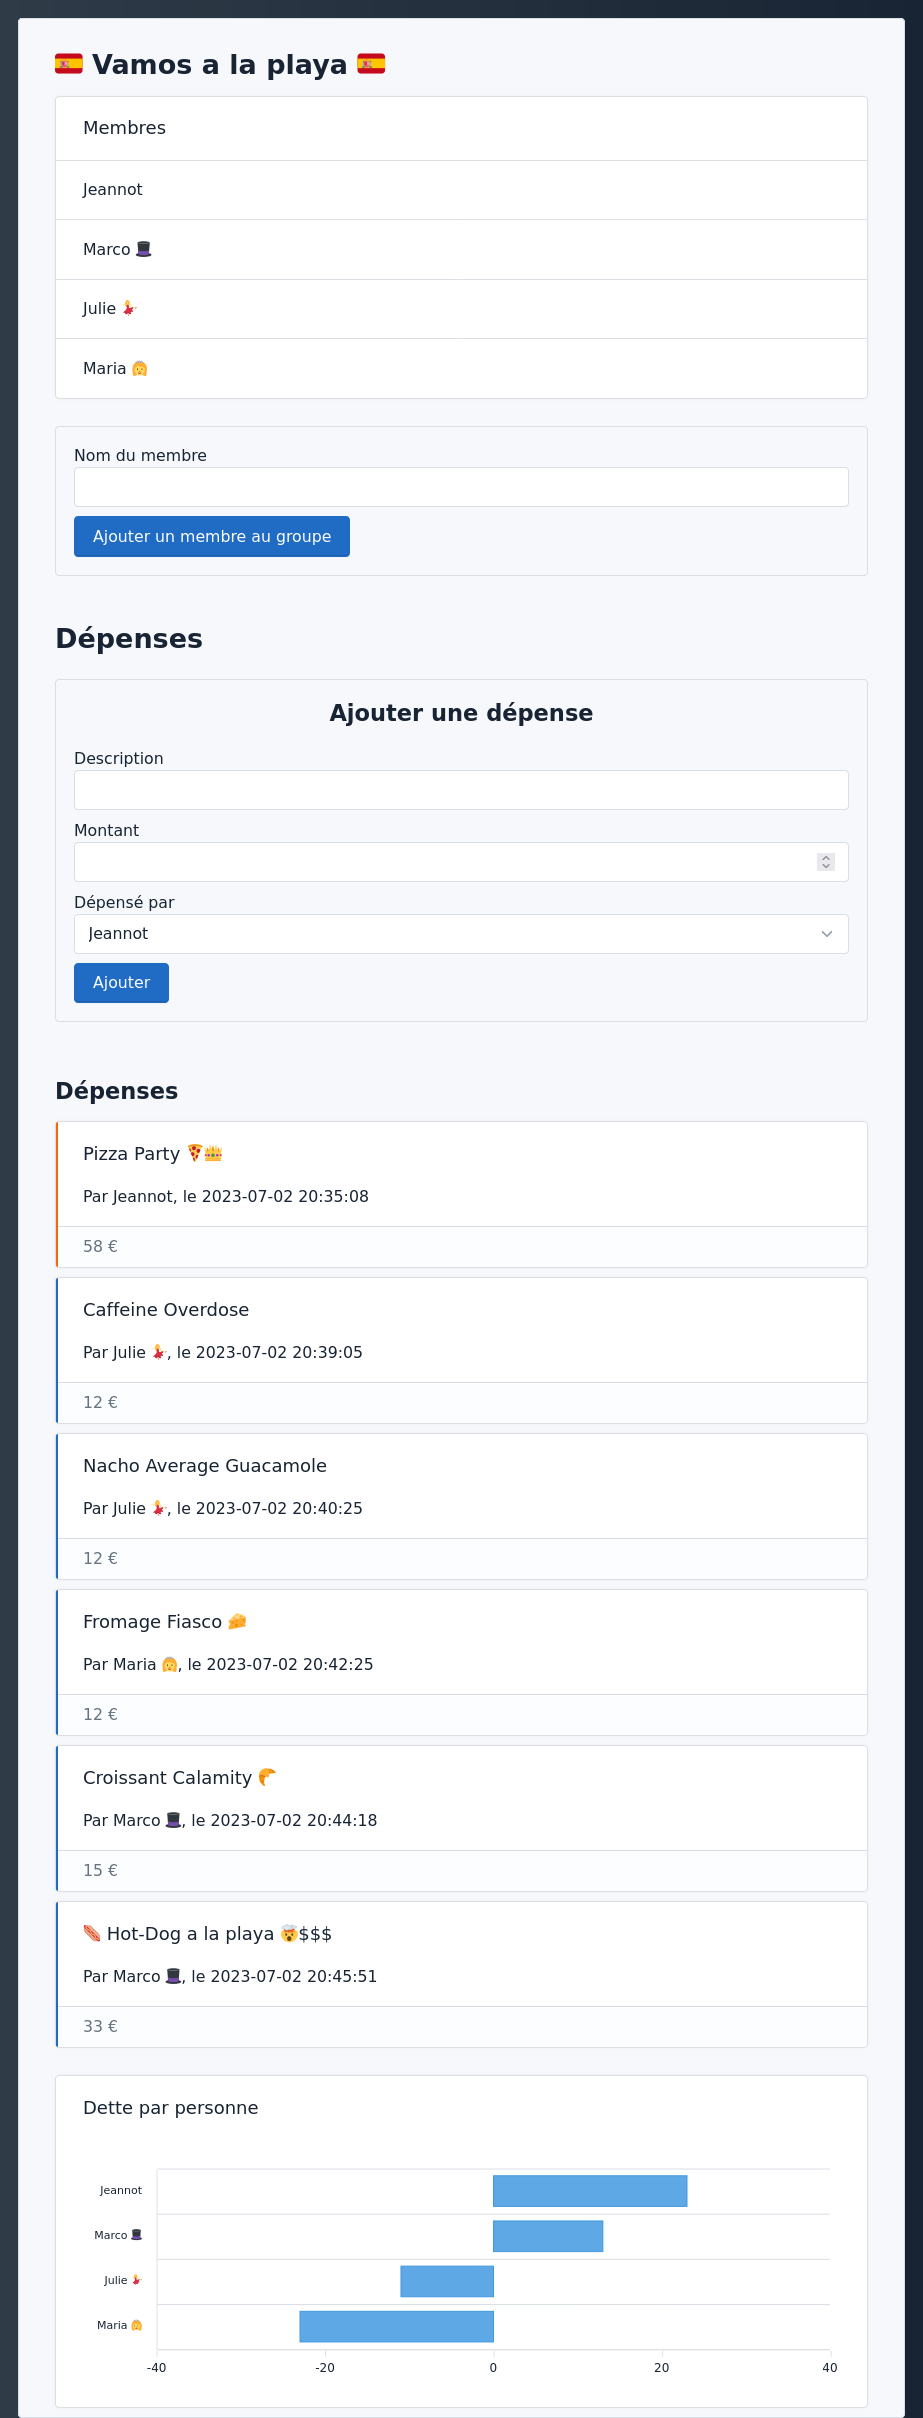 🇪🇸 Vamos a la playa 🇪🇸
Membres
Jeannot
Marco 🎩
Julie 💃
Maria 👵
Nom du membre
Ajouter un membre au groupe
Dépenses
Ajouter une dépense
Description
Montant
Dépensé par
Jeannot
Ajouter
Dépenses
Pizza Party 🍕👑
Par Jeannot, le 2023-07-02 20:35:08
58 €
Caffeine Overdose
Par Julie 💃, le 2023-07-02 20:39:05
12 €
Nacho Average Guacamole
Par Julie 💃, le 2023-07-02 20:40:25
12 €
Fromage Fiasco 🧀
Par Maria 👵, le 2023-07-02 20:42:25
12 €
Croissant Calamity 🥐
Par Marco 🎩, le 2023-07-02 20:44:18
15 €
🌭 Hot-Dog a la playa 🤯$$$
Par Marco 🎩, le 2023-07-02 20:45:51
33 €
Dette par personne
Jeannot
Marco 🎩
Julie 💃
Maria 👵
-40 -20 0 20 40